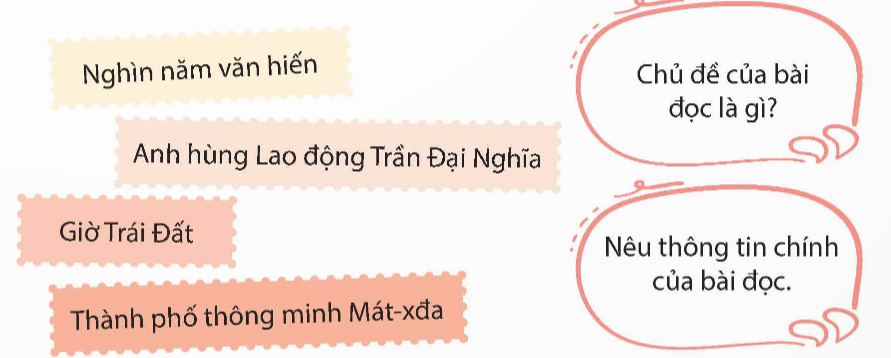 Nghìn năm văn hiến
Anh hùng Lao động Trần Đại Nghĩa
Giờ Trái Đất
Thành phố thông minh Mát-xđa
Chủ đề của bài
đọc là gì?
Nêu thông tin chính
của bài đọc.